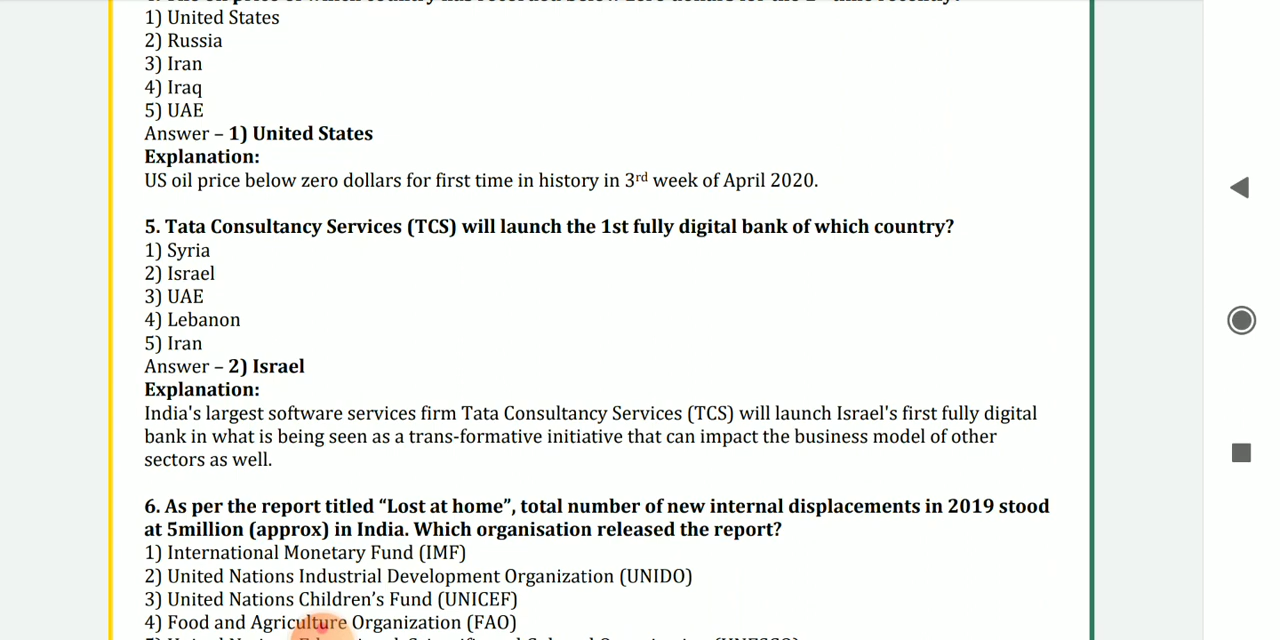 1) United States
2) Russia
3) Iran
4) Iraq
5) UAE
Answer – 1) United States
Explanation:
US oil price below zero dollars for first time in history in 3rd week of April 2020.
5. Tata Consultancy Services (TCS) will launch the 1st fully digital bank of which country?
1) Syria
2) Israel
3) UAE
4) Lebanon
5) Iran
Answer – 2) Israel
Explanation:
India's largest software services firm Tata Consultancy Services (TCS) will launch Israel's first fully digital
bank in what is being seen as a trans-formative initiative that can impact the business model of other
sectors as well.
6. As per the report titled “Lost at home”, total number of new internal displacements in 2019 stood
at 5million (approx) in India. Which organisation released the report?
1) International Monetary Fund (IMF)
2) United Nations Industrial Development Organization (UNIDO)
3) United Nations Children’s Fund (UNICEF)
4) Food and Agriculture Organization (FAO)